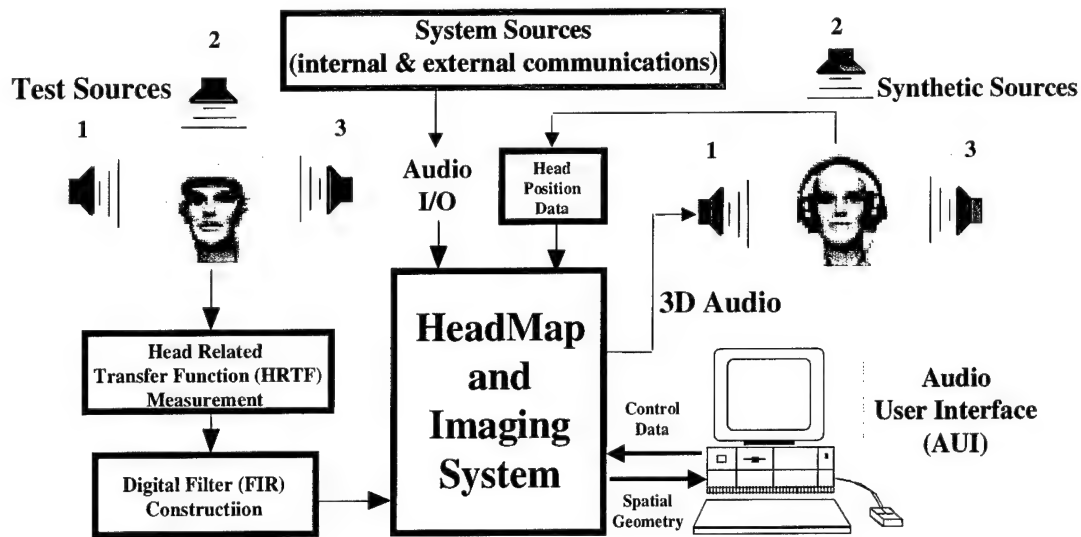 System Sources
(internal & external communications)
2
Test Sources
1
3
2
Synthetic Sources
1
3
Audio
I/O
Head
Position
Data
3D Audio
HeadMap
and
Imaging
System
Head Related
Transfer Function (HRTF)
Measurement
Digital Filter (FIR)
Constructiion
Control
Data
Spatial
Geometry
Audio
User Interface
(AUI)